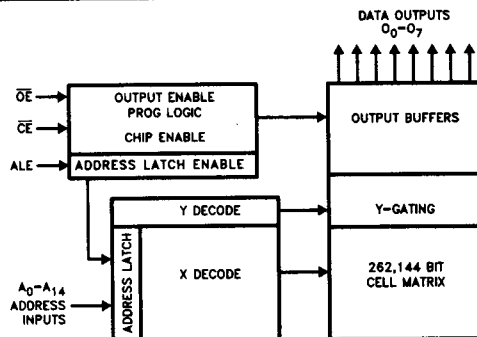 DATA OUTPUTS
O₀–O₇
OE
CE
ALE
OUTPUT ENABLE
PROG LOGIC
CHIP ENABLE
ADDRESS LATCH ENABLE
OUTPUT BUFFERS
Y DECODE
Y-GATING
ADDRESS LATCH
X DECODE
262,144 BIT
CELL MATRIX
A₀–A₁₄
ADDRESS
INPUTS